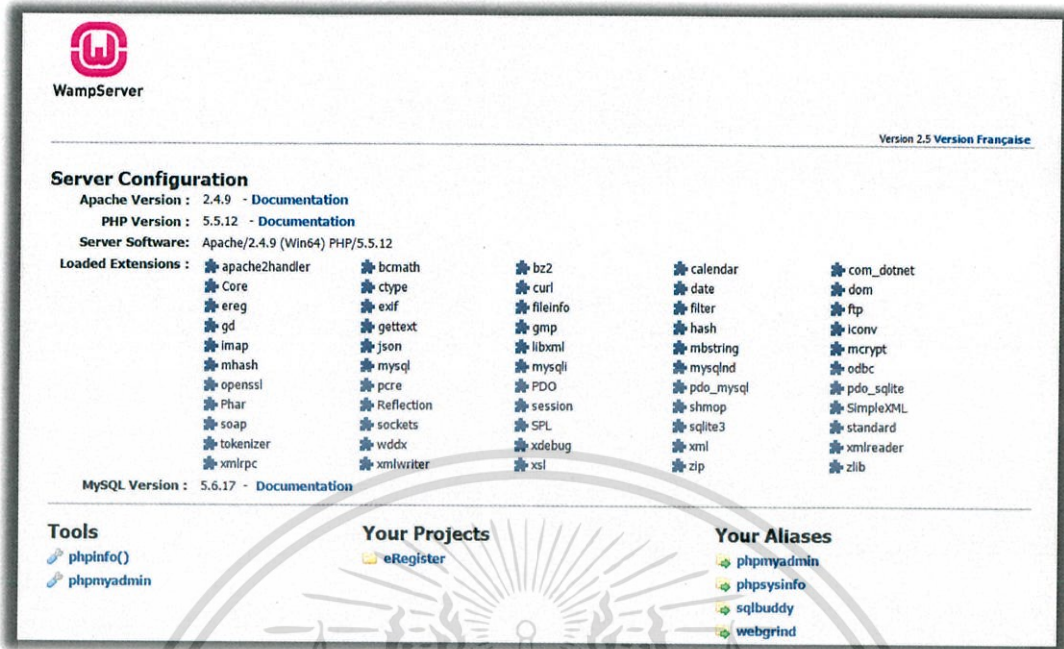 WampServer
Version 2.5 Version Française
Server Configuration
Apache Version : 2.4.9 - Documentation
PHP Version : 5.5.12 - Documentation
Server Software: Apache/2.4.9 (Win64) PHP/5.5.12
Loaded Extensions : apache2handler bcmath bz2 calendar com_dotnet
Core ctype curl date dom
ereg exif fileinfo filter ftp
gd gettext gmp hash iconv
imap json libxml mbstring mcrypt
mhash mysql mysqli mysqlnd odbc
openssl pcre PDO pdo_mysql pdo_sqlite
Phar Reflection session shmop SimpleXML
soap sockets SPL sqlite3 standard
tokenizer wddx xdebug xml xmlreader
xmlrpc xmlwriter xsl zip zlib
MySQL Version : 5.6.17 - Documentation
Tools Your Projects Your Aliases
phpinfo() eRegister phpmyadmin
phpmyadmin phpsysinfo
sqlbuddy
webgrind